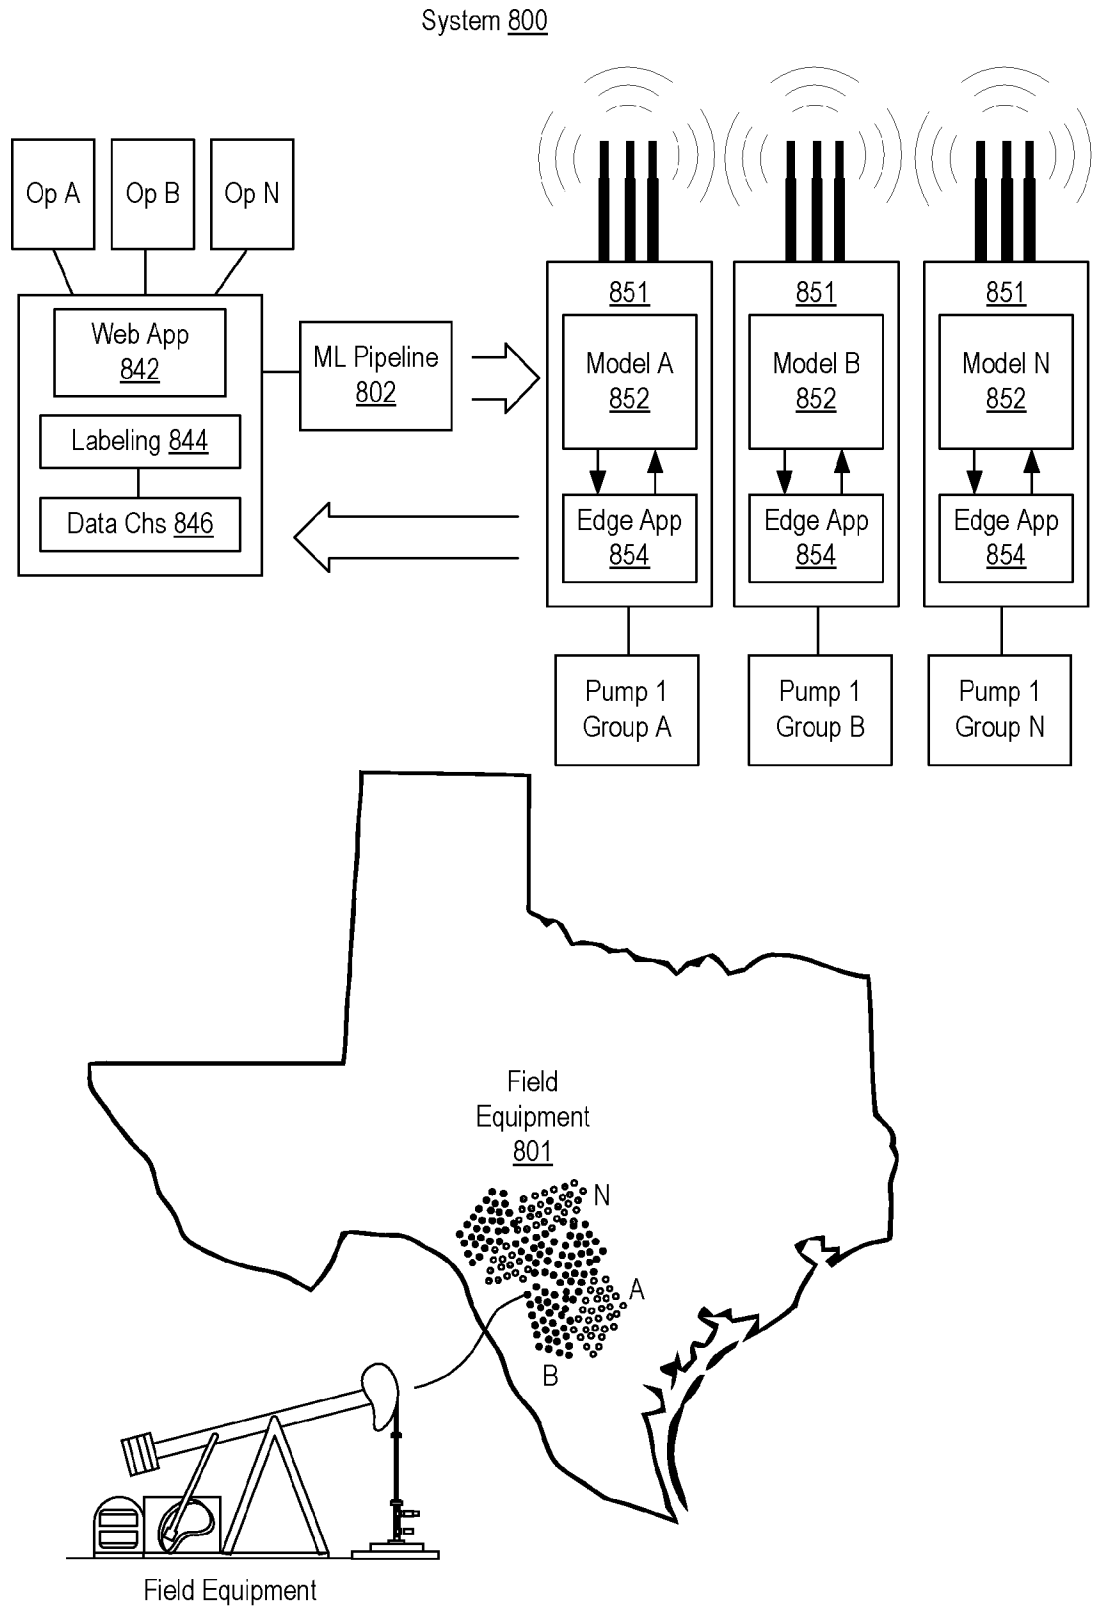 System 800
Op A
Op B
Op N
Web App
842
Labeling 844
Data Chs 846
ML Pipeline
802
851
Model A
852
Edge App
854
851
Model B
852
Edge App
854
851
Model N
852
Edge App
854
Pump 1
Group A
Pump 1
Group B
Pump 1
Group N
Field
Equipment
801
N
A
B
Field Equipment